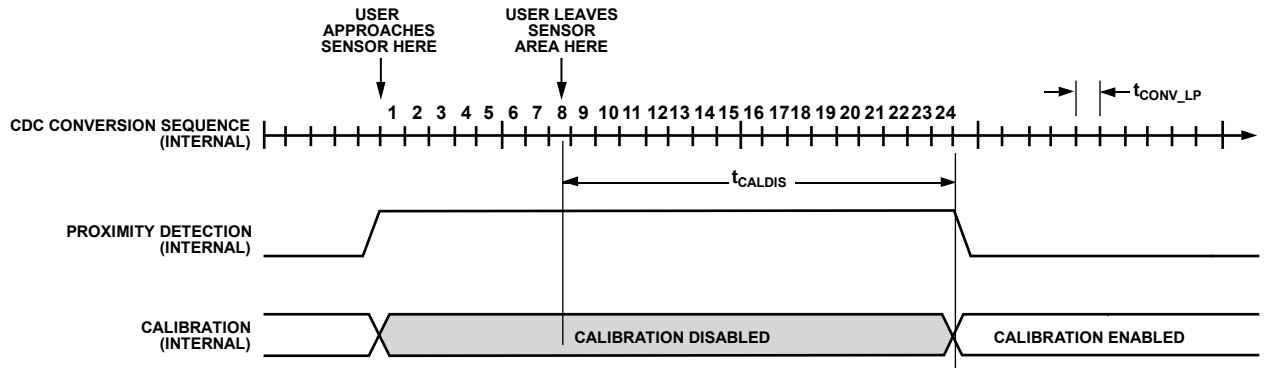 USER
APPROACHES
SENSOR HERE
USER LEAVES
SENSOR
AREA HERE
CDC CONVERSION SEQUENCE
(INTERNAL)
1 2 3 4 5 6 7 8 9 10 11 12 13 14 15 16 17 18 19 20 21 22 23 24
tCONV_LP
tCALDIS
PROXIMITY DETECTION
(INTERNAL)
CALIBRATION
(INTERNAL)
CALIBRATION DISABLED
CALIBRATION ENABLED